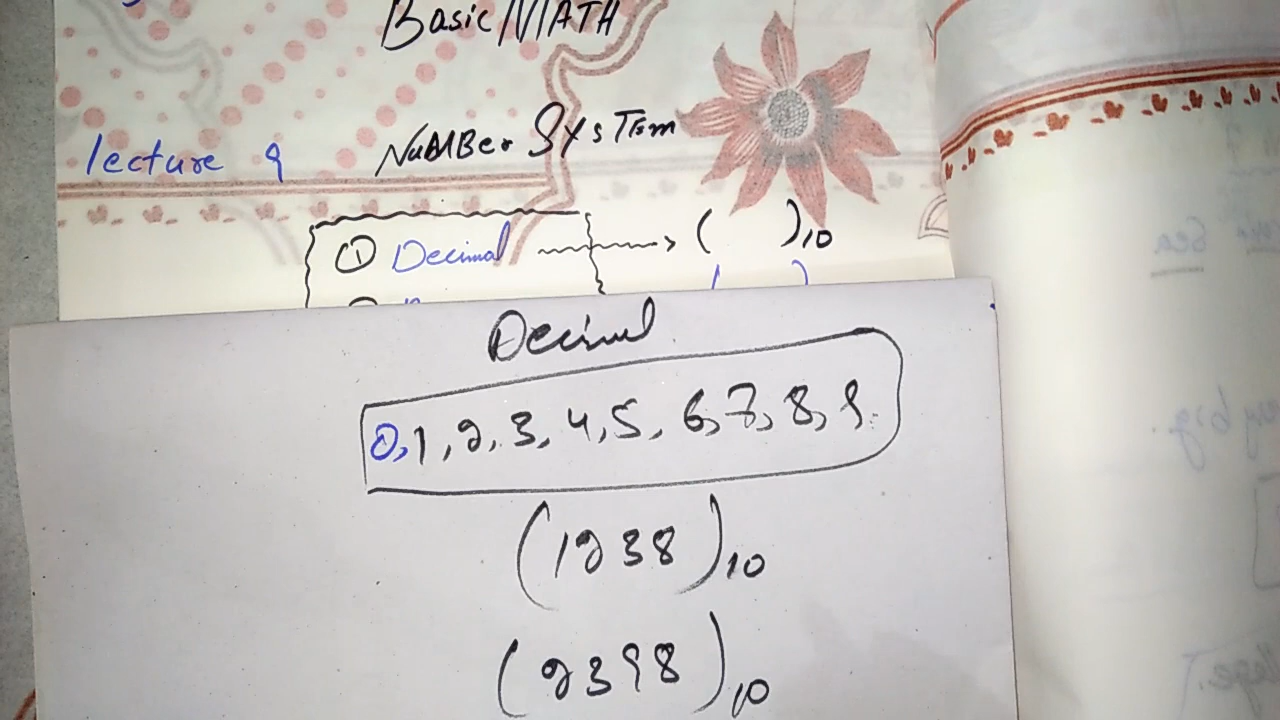 Basic MATH
lecture 9 NuMBer SysTem
① Decimal ( )10
( )
Decimal
0,1,2,3,4,5,6,7,8,9.
(1238)10
(2398)10